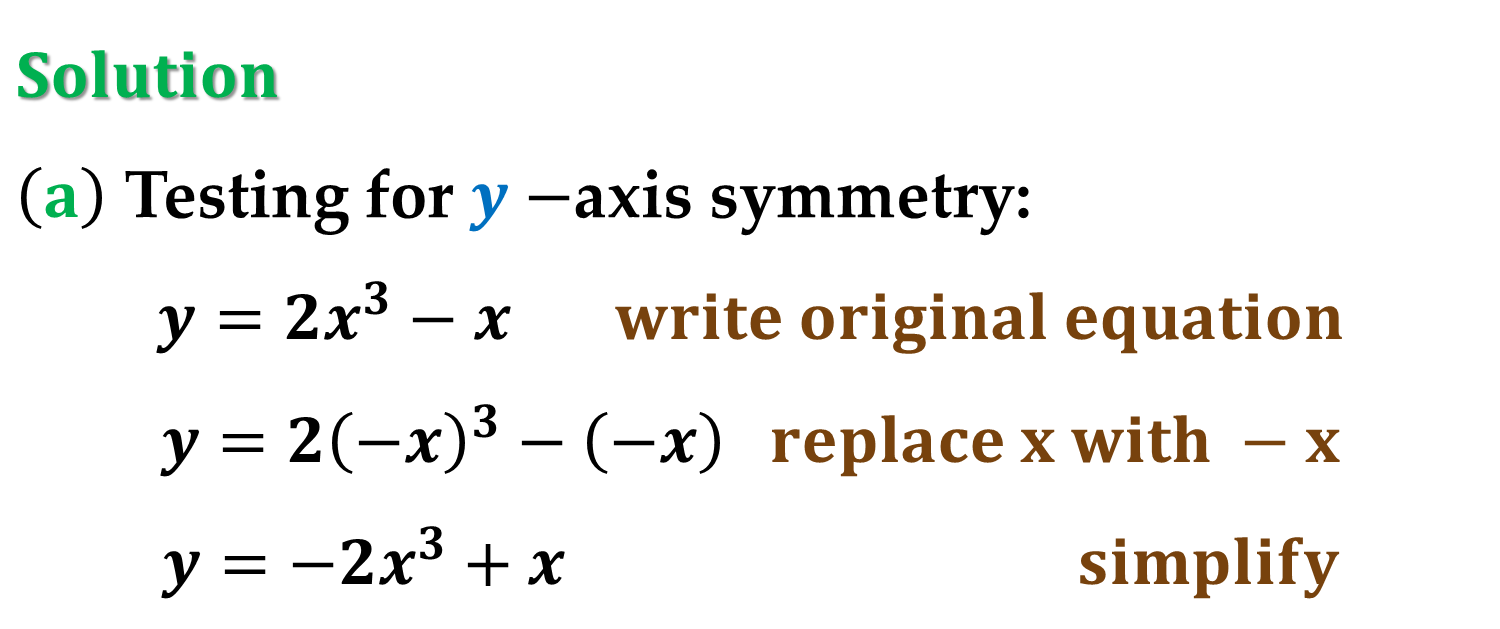 Solution
(a) Testing for y −axis symmetry:
y = 2x³ − x write original equation
y = 2(−x)³ − (−x) replace x with − x
y = −2x³ + x simplify